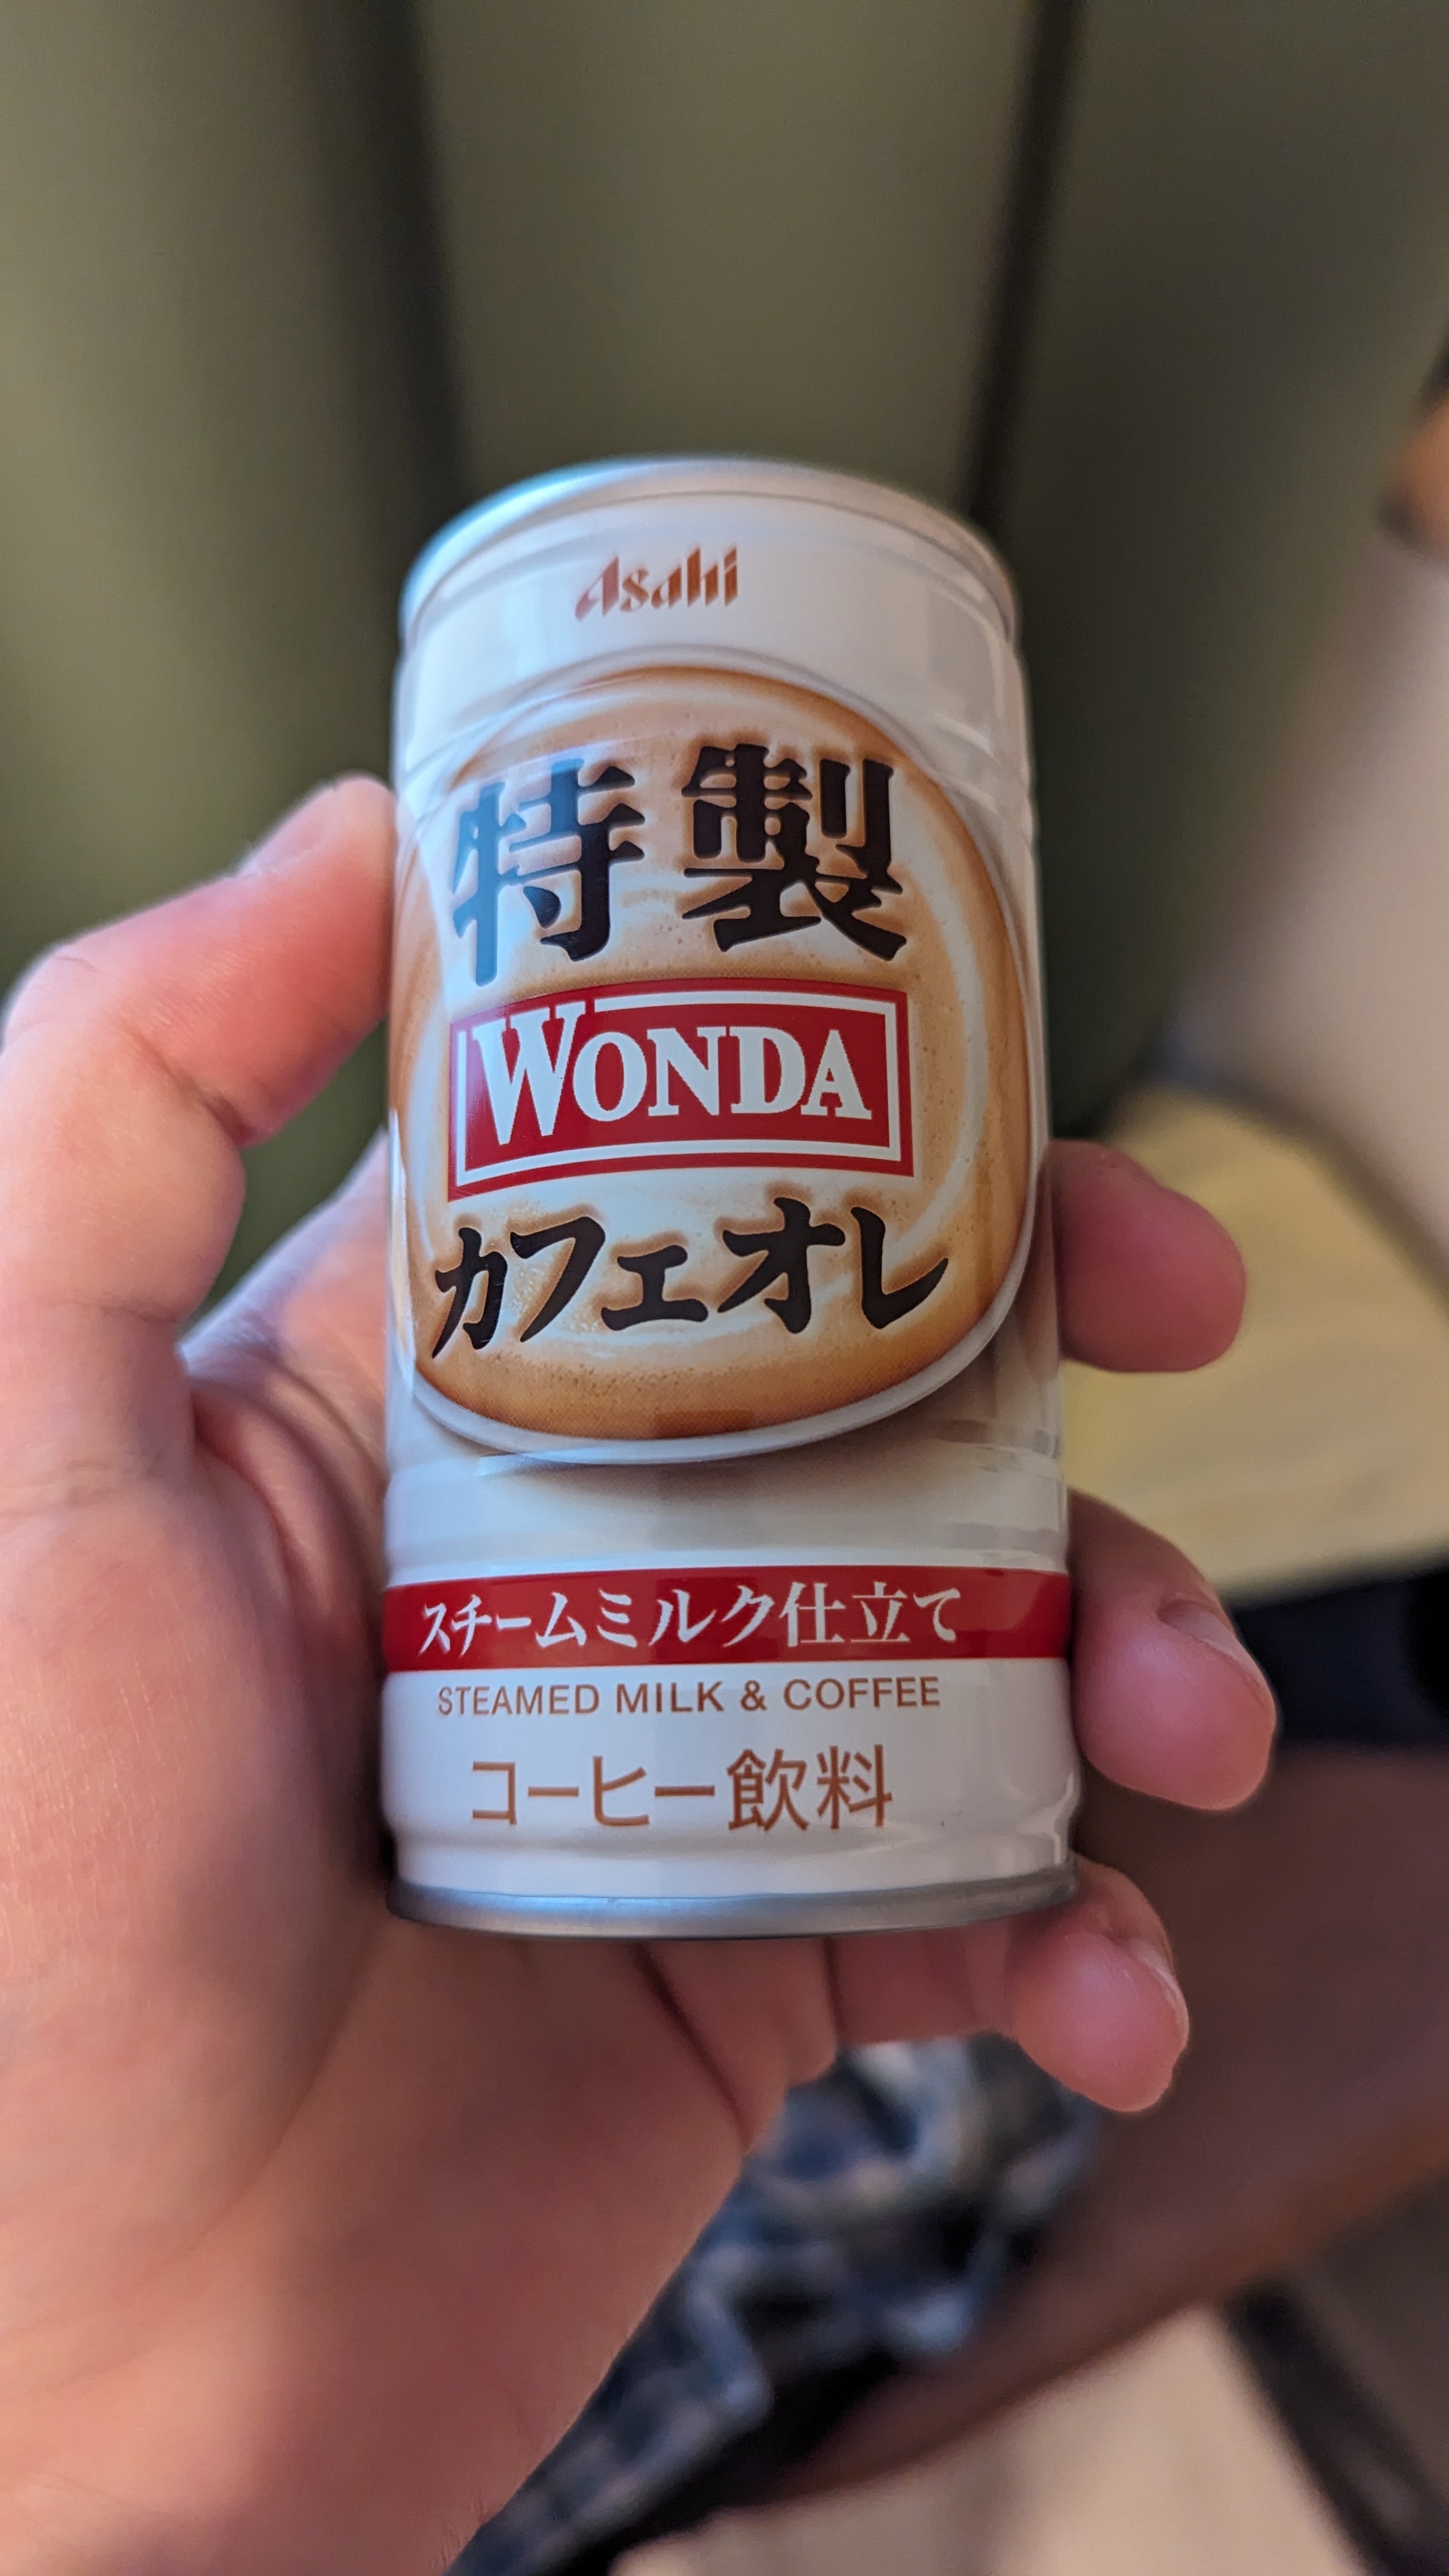 Asahi
特製
WONDA
カフェオレ
スチームミルク仕立て
STEAMED MILK & COFFEE
コーヒー飲料